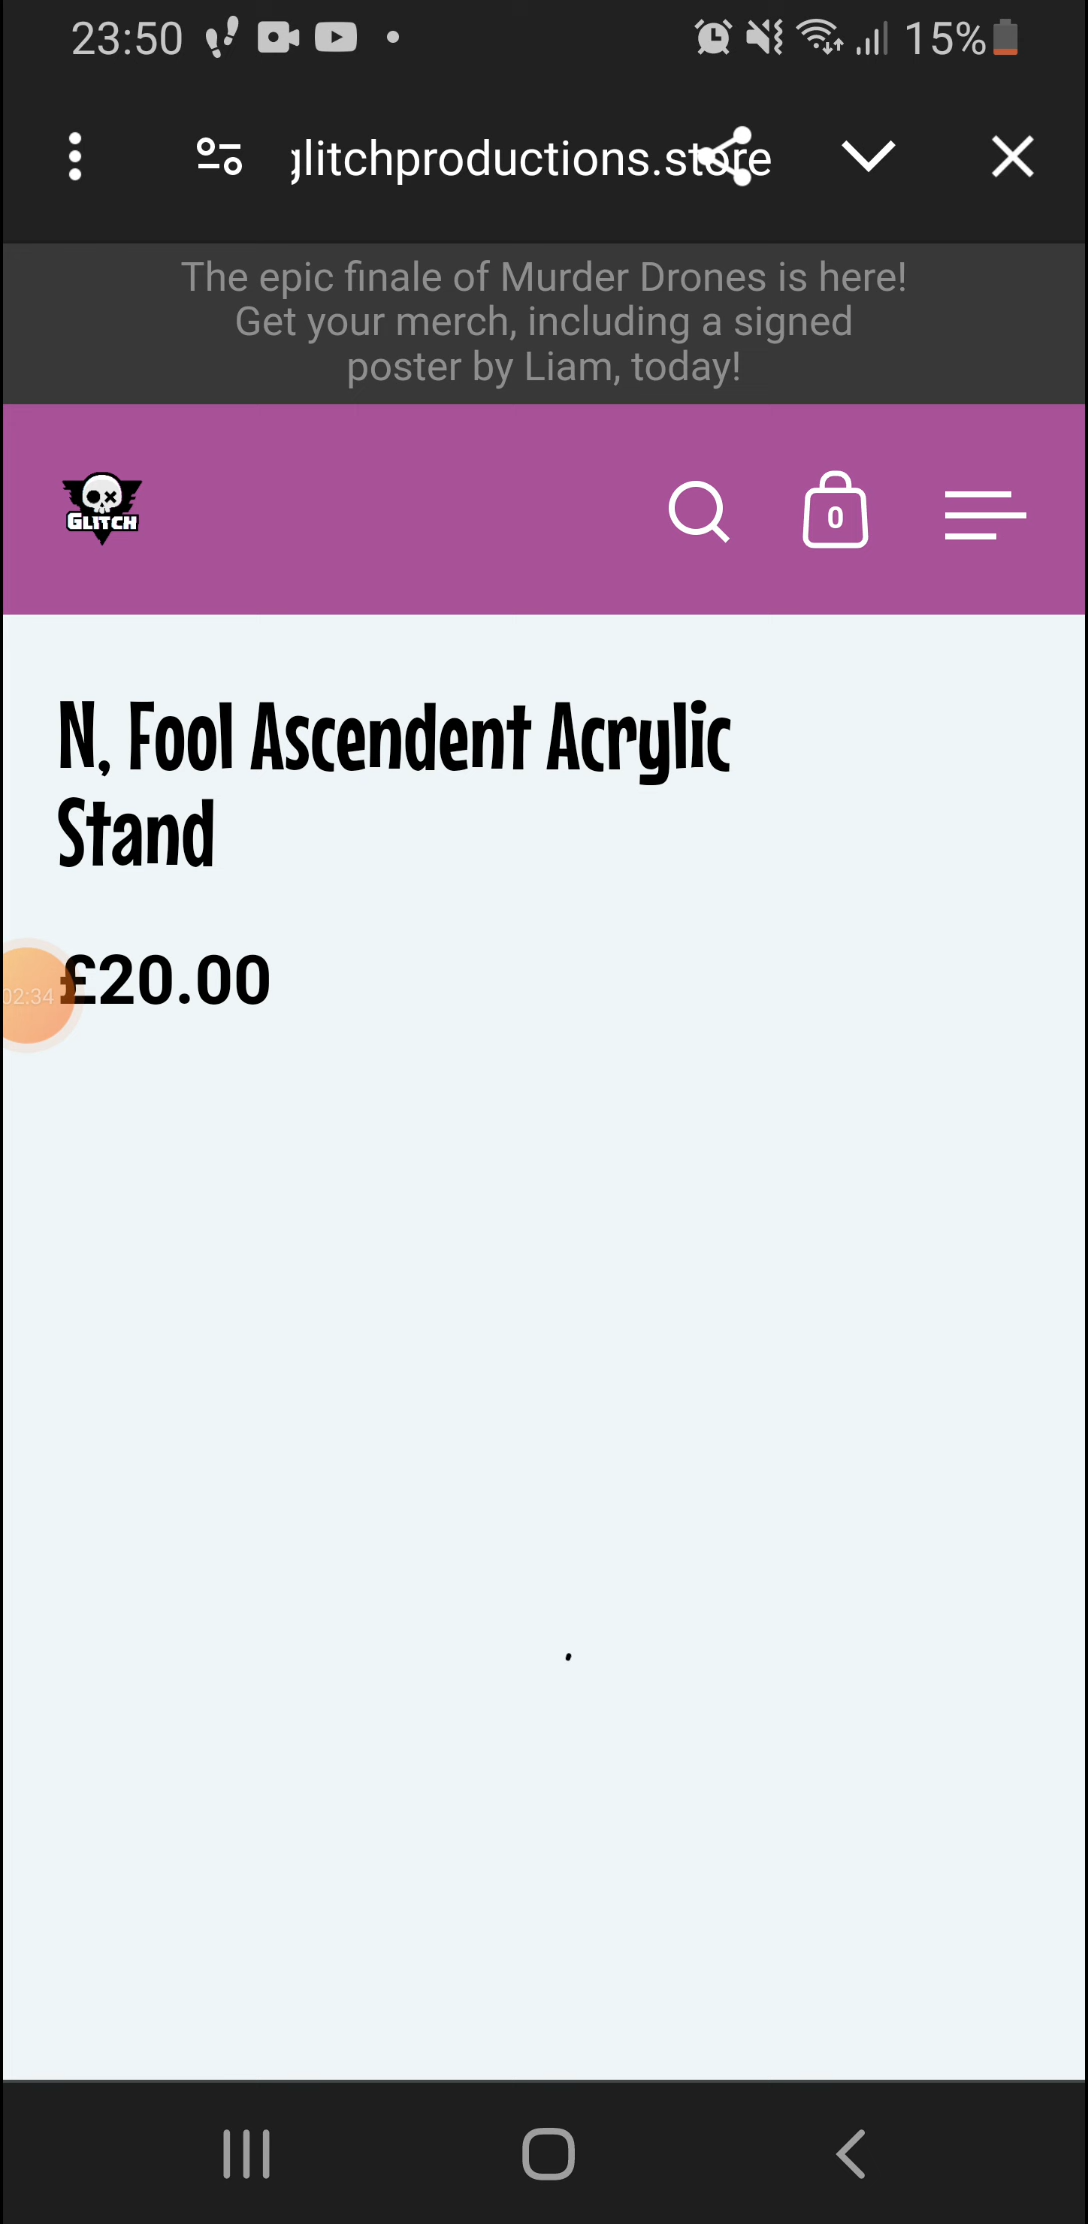 23:50
15%
glitchproductions.store
The epic finale of Murder Drones is here!
Get your merch, including a signed
poster by Liam, today!
GLITCH
0
N, Fool Ascendent Acrylic
Stand
£20.00
02:34